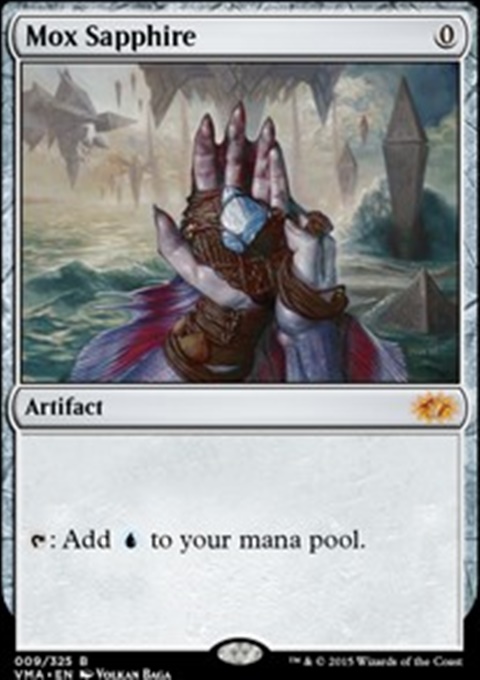 Mox Sapphire 0
Artifact
: Add to your mana pool.
009/325 B
VMA • EN Volkan Baga
™ & © 2015 Wizards of the Coast